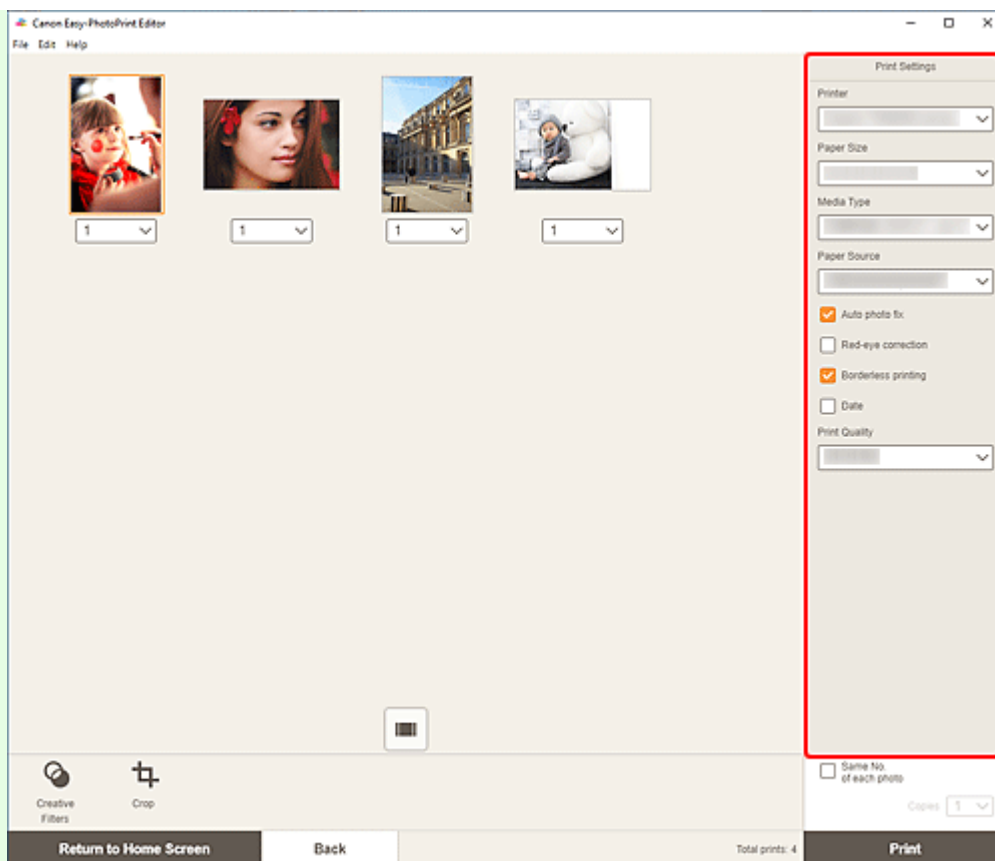 Canon Easy-PhotoPrint Editor
File Edit Help
1
1
1
1
Print Settings
Printer
Paper Size
Media Type
Paper Source
Auto photo fix
Red-eye correction
Borderless printing
Date
Print Quality
Creative
Filters
Crop
Same No.
of each photo
Copies 1
Return to Home Screen
Back
Total prints: 4
Print